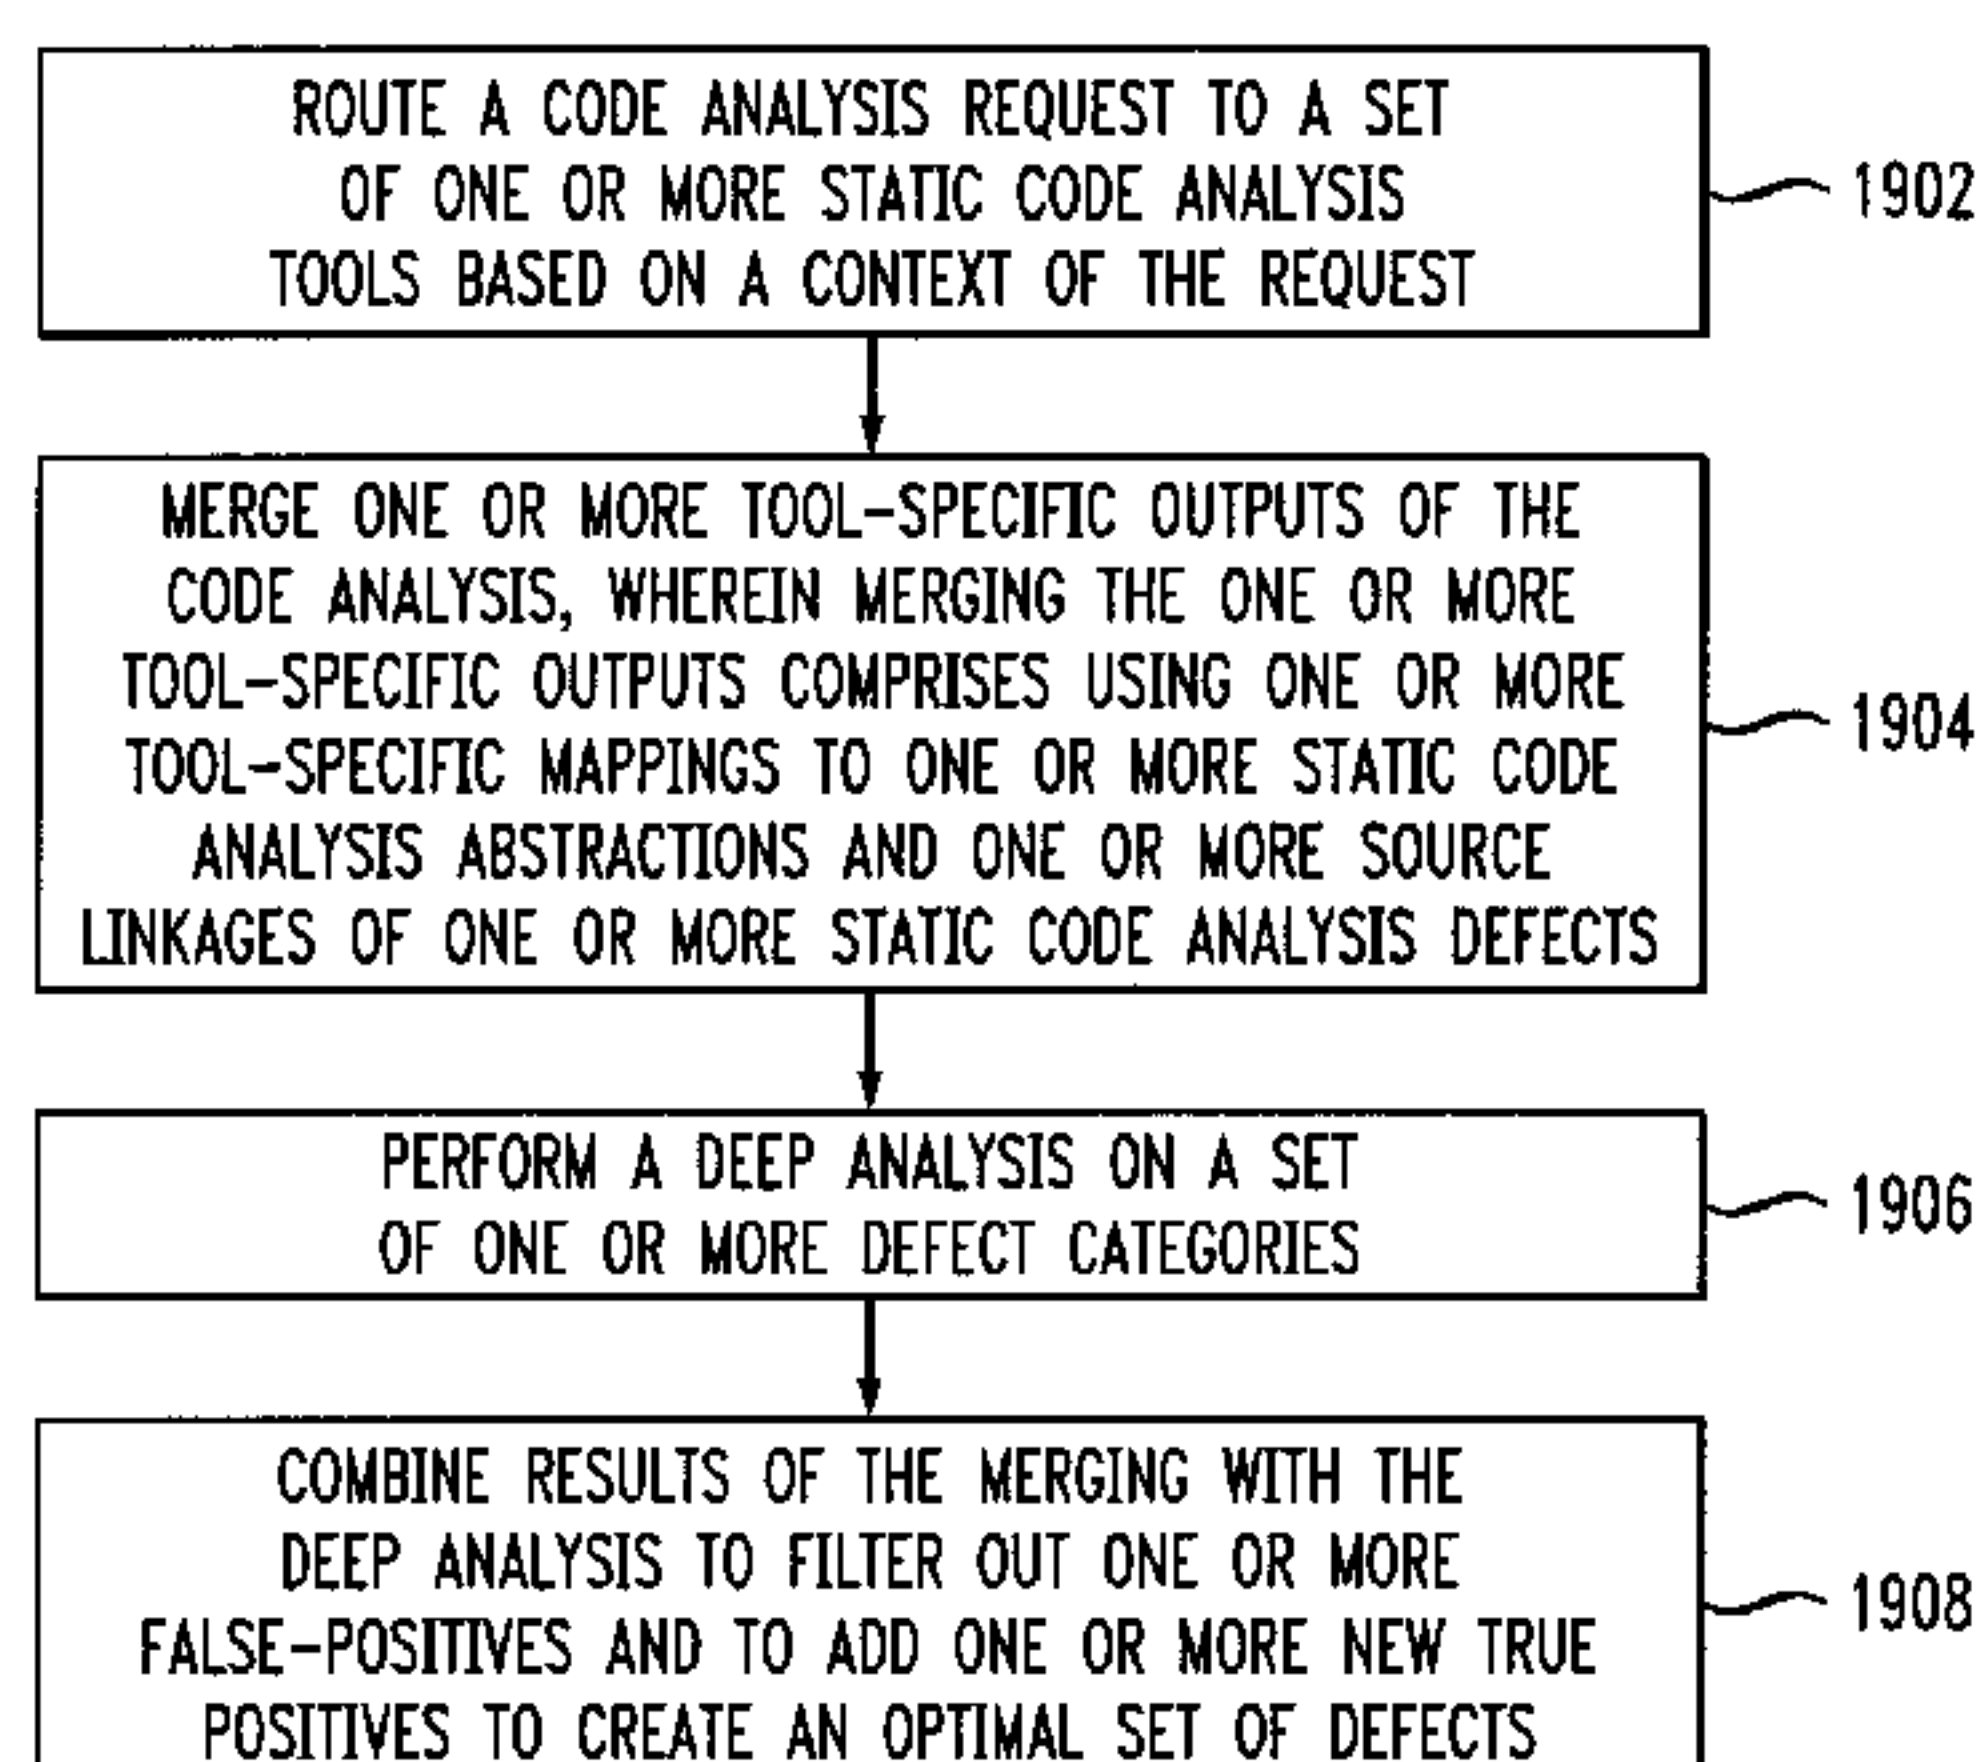 ROUTE A CODE ANALYSIS REQUEST TO A SET
OF ONE OR MORE STATIC CODE ANALYSIS
TOOLS BASED ON A CONTEXT OF THE REQUEST
1902
MERGE ONE OR MORE TOOL-SPECIFIC OUTPUTS OF THE
CODE ANALYSIS, WHEREIN MERGING THE ONE OR MORE
TOOL-SPECIFIC OUTPUTS COMPRISES USING ONE OR MORE
TOOL-SPECIFIC MAPPINGS TO ONE OR MORE STATIC CODE
ANALYSIS ABSTRACTIONS AND ONE OR MORE SOURCE
LINKAGES OF ONE OR MORE STATIC CODE ANALYSIS DEFECTS
1904
PERFORM A DEEP ANALYSIS ON A SET
OF ONE OR MORE DEFECT CATEGORIES
1906
COMBINE RESULTS OF THE MERGING WITH THE
DEEP ANALYSIS TO FILTER OUT ONE OR MORE
FALSE-POSITIVES AND TO ADD ONE OR MORE NEW TRUE
POSITIVES TO CREATE AN OPTIMAL SET OF DEFECTS
1908